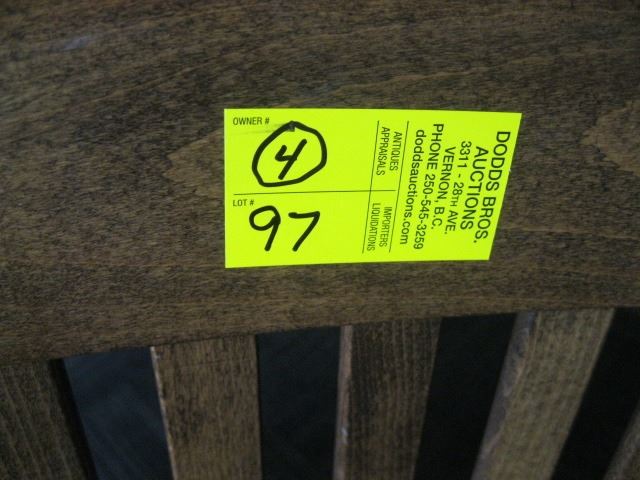 DODDS BROS.
AUCTIONS
3311 - 28TH AVE.
VERNON, B.C.
PHONE 250-545-3259
doddsauctions.com
ANTIQUES
APPRAISALS
IMPORTERS
LIQUIDATIONS
OWNER #
4
LOT #
97